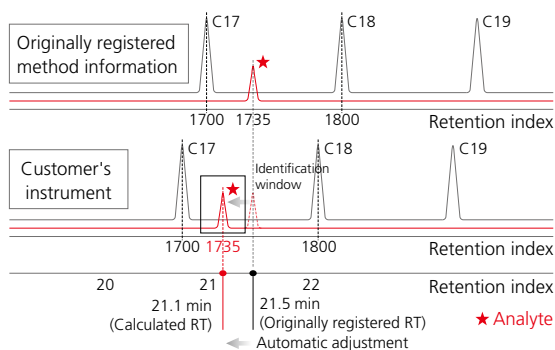 C17
C18
C19
Originally registered
method information
1700
1735
1800
Retention index
C17
C18
C19
Customer's
instrument
Identification
window
1700
1735
1800
Retention index
20
21
22
Retention index
21.1 min
(Calculated RT)
21.5 min
(Originally registered RT)
★ Analyte
Automatic adjustment